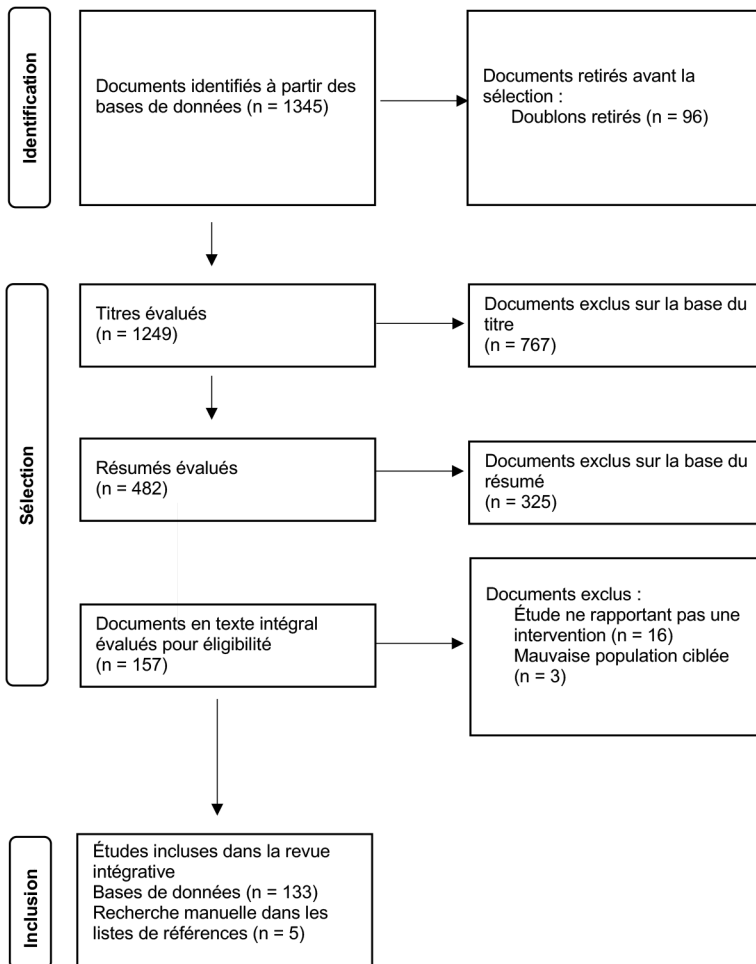 Identification
Documents identifiés à partir des
bases de données (n = 1345)
Documents retirés avant la
sélection :
Doublons retirés (n = 96)
Sélection
Titres évalués
(n = 1249)
Documents exclus sur la base du
titre
(n = 767)
Résumés évalués
(n = 482)
Documents exclus sur la base du
résumé
(n = 325)
Documents en texte intégral
évalués pour éligibilité
(n = 157)
Documents exclus :
Étude ne rapportant pas une
intervention (n = 16)
Mauvaise population ciblée
(n = 3)
Inclusion
Études incluses dans la revue
intégrative
Bases de données (n = 133)
Recherche manuelle dans les
listes de références (n = 5)